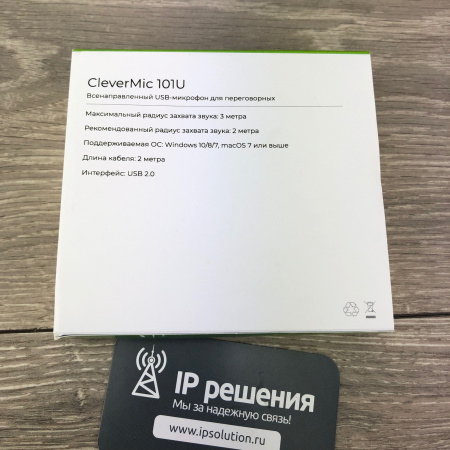 CleverMic 101U
Всенаправленный USB-микрофон для переговорных
Максимальный радиус захвата звука: 3 метра
Рекомендованный радиус захвата звука: 2 метра
Поддерживаемая ОС: Windows 10/8/7, macOS 7 или выше
Длина кабеля: 2 метра
Интерфейс: USB 2.0
IP решения
Мы за надежную связь!
www.ipsolution.ru